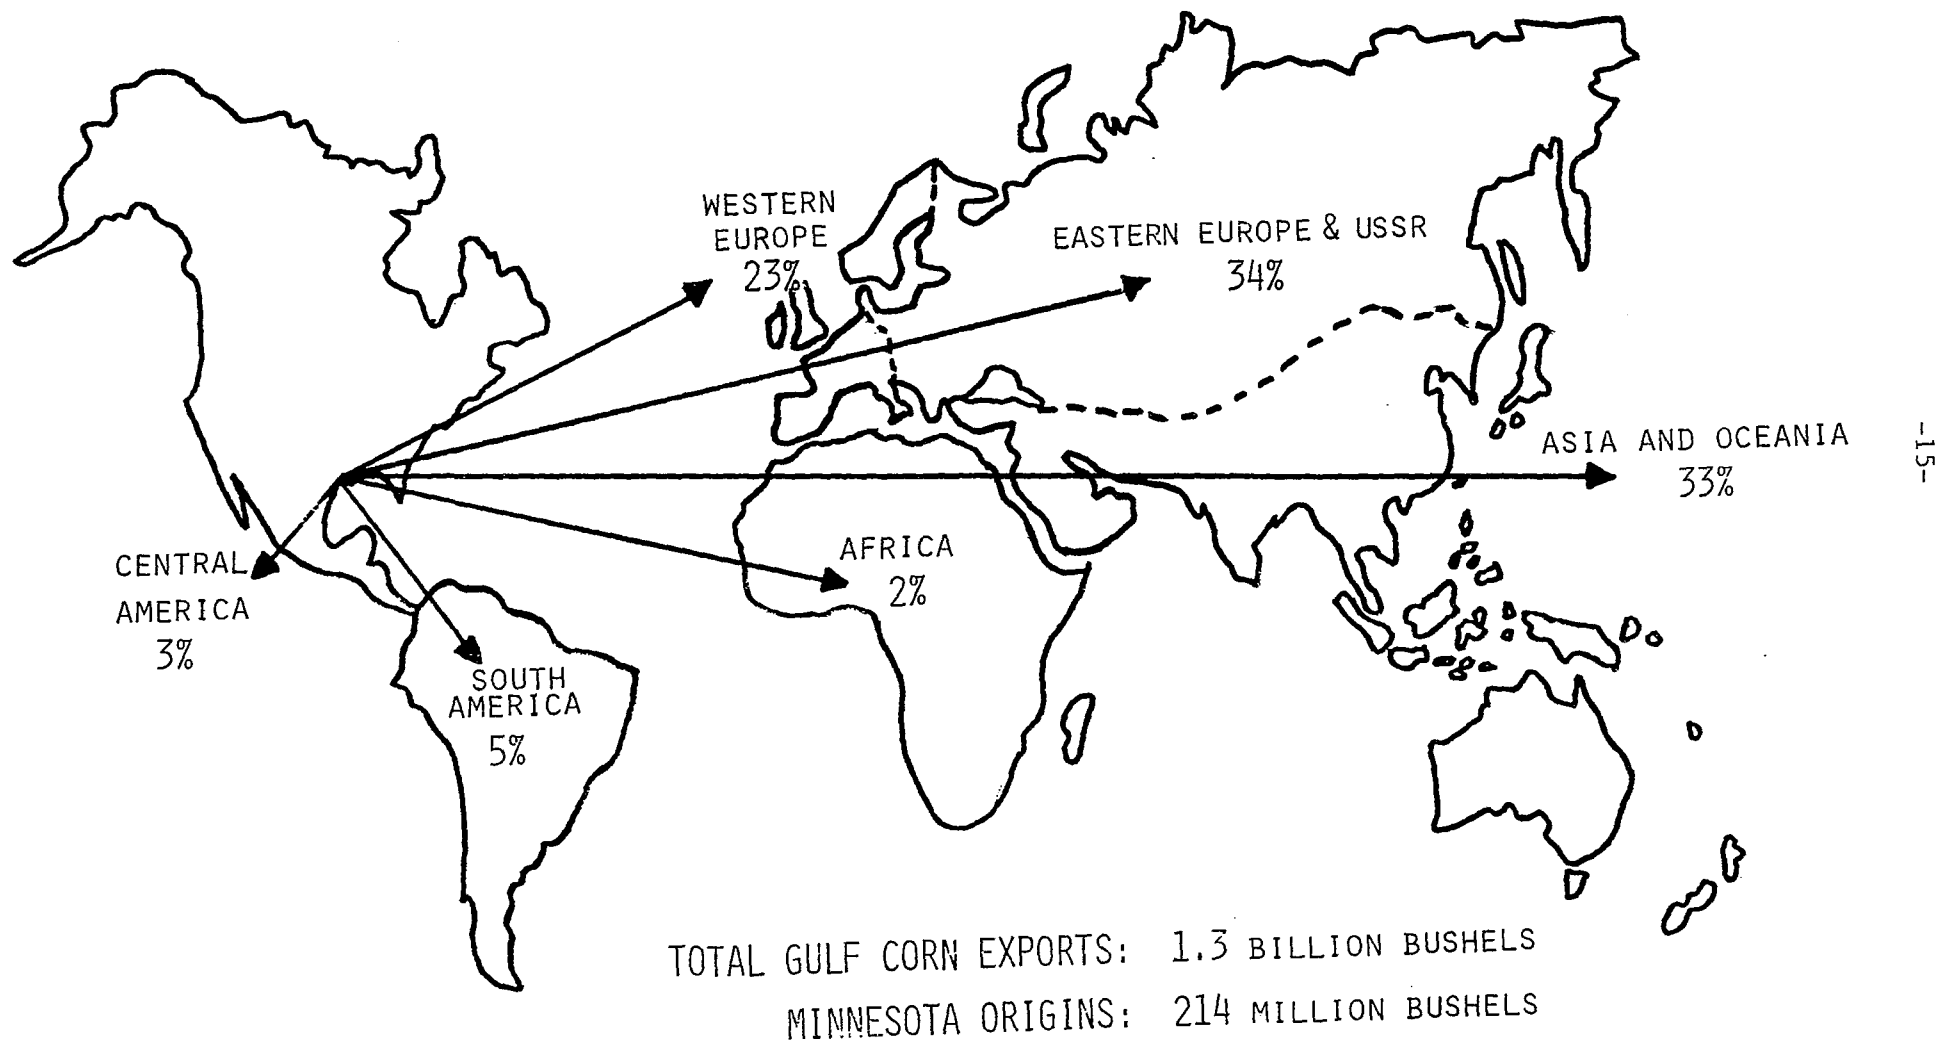 WESTERN
EUROPE
23%
EASTERN EUROPE & USSR
34%
ASIA AND OCEANIA
33%
-15-
AFRICA
2%
CENTRAL
AMERICA
3%
SOUTH
AMERICA
5%
TOTAL GULF CORN EXPORTS: 1.3 BILLION BUSHELS
MINNESOTA ORIGINS: 214 MILLION BUSHELS